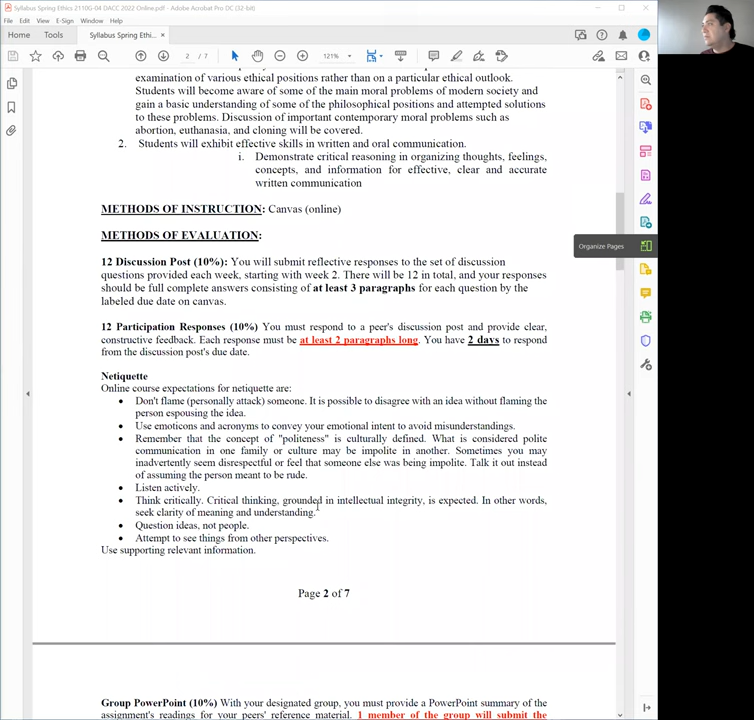 Syllabus Spring Ethics 2110G-04 DACC 2022 Online.pdf - Adobe Acrobat Pro DC (32-bit)
File Edit View E-Sign Window Help
Home Tools Syllabus Spring Ethi... ×
2 / 7 121%
examination of various ethical positions rather than on a particular ethical outlook.
Students will become aware of some of the main moral problems of modern society and
gain a basic understanding of some of the philosophical positions and attempted solutions
to these problems. Discussion of important contemporary moral problems such as
abortion, euthanasia, and cloning will be covered.
2. Students will exhibit effective skills in written and oral communication.
i. Demonstrate critical reasoning in organizing thoughts, feelings,
concepts, and information for effective, clear and accurate
written communication
METHODS OF INSTRUCTION: Canvas (online)
METHODS OF EVALUATION:
Organize Pages
12 Discussion Post (10%): You will submit reflective responses to the set of discussion
questions provided each week, starting with week 2. There will be 12 in total, and your responses
should be full complete answers consisting of at least 3 paragraphs for each question by the
labeled due date on canvas.
12 Participation Responses (10%) You must respond to a peer's discussion post and provide clear,
constructive feedback. Each response must be at least 2 paragraphs long. You have 2 days to respond
from the discussion post's due date.
Netiquette
Online course expectations for netiquette are:
• Don't flame (personally attack) someone. It is possible to disagree with an idea without flaming the
person espousing the idea.
• Use emoticons and acronyms to convey your emotional intent to avoid misunderstandings.
• Remember that the concept of "politeness" is culturally defined. What is considered polite
communication in one family or culture may be impolite in another. Sometimes you may
inadvertently seem disrespectful or feel that someone else was being impolite. Talk it out instead
of assuming the person meant to be rude.
• Listen actively.
• Think critically. Critical thinking, grounded in intellectual integrity, is expected. In other words,
seek clarity of meaning and understanding.
• Question ideas, not people.
• Attempt to see things from other perspectives.
Use supporting relevant information.
Page 2 of 7
Group PowerPoint (10%) With your designated group, you must provide a PowerPoint summary of the
assignment's readings for your peers' reference material. 1 member of the group will submit the